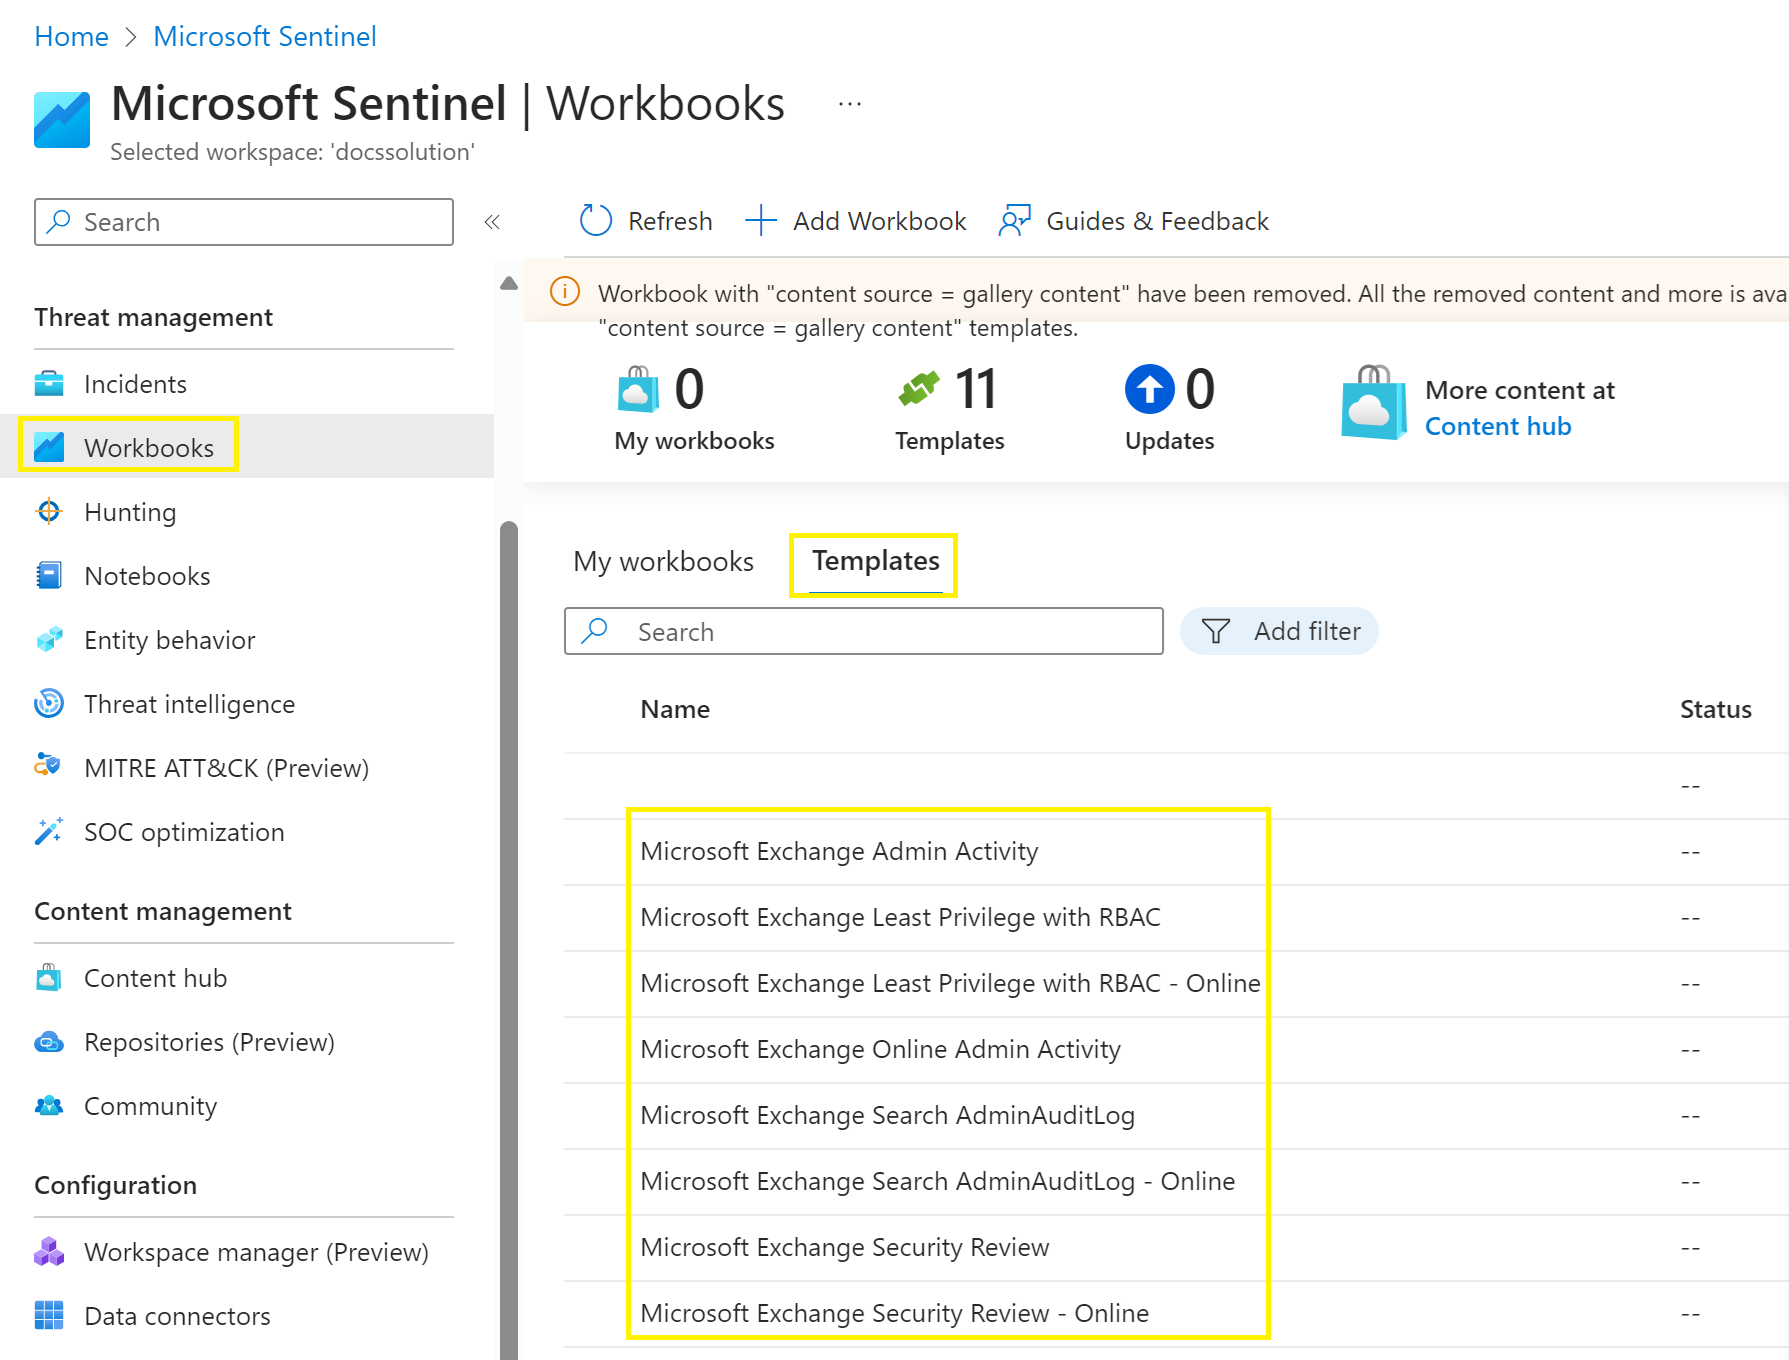 Home > Microsoft Sentinel
Microsoft Sentinel | Workbooks ...
Selected workspace: 'docssolution'
Search
«
Threat management
Incidents
Workbooks
Hunting
Notebooks
Entity behavior
Threat intelligence
MITRE ATT&CK (Preview)
SOC optimization
Content management
Content hub
Repositories (Preview)
Community
Configuration
Workspace manager (Preview)
Data connectors
Refresh
Add Workbook
Guides & Feedback
Workbook with "content source = gallery content" have been removed. All the removed content and more is ava
"content source = gallery content" templates.
0
My workbooks
11
Templates
0
Updates
More content at
Content hub
My workbooks
Templates
Search
Add filter
Name Status
--
Microsoft Exchange Admin Activity --
Microsoft Exchange Least Privilege with RBAC --
Microsoft Exchange Least Privilege with RBAC - Online --
Microsoft Exchange Online Admin Activity --
Microsoft Exchange Search AdminAuditLog --
Microsoft Exchange Search AdminAuditLog - Online --
Microsoft Exchange Security Review --
Microsoft Exchange Security Review - Online --